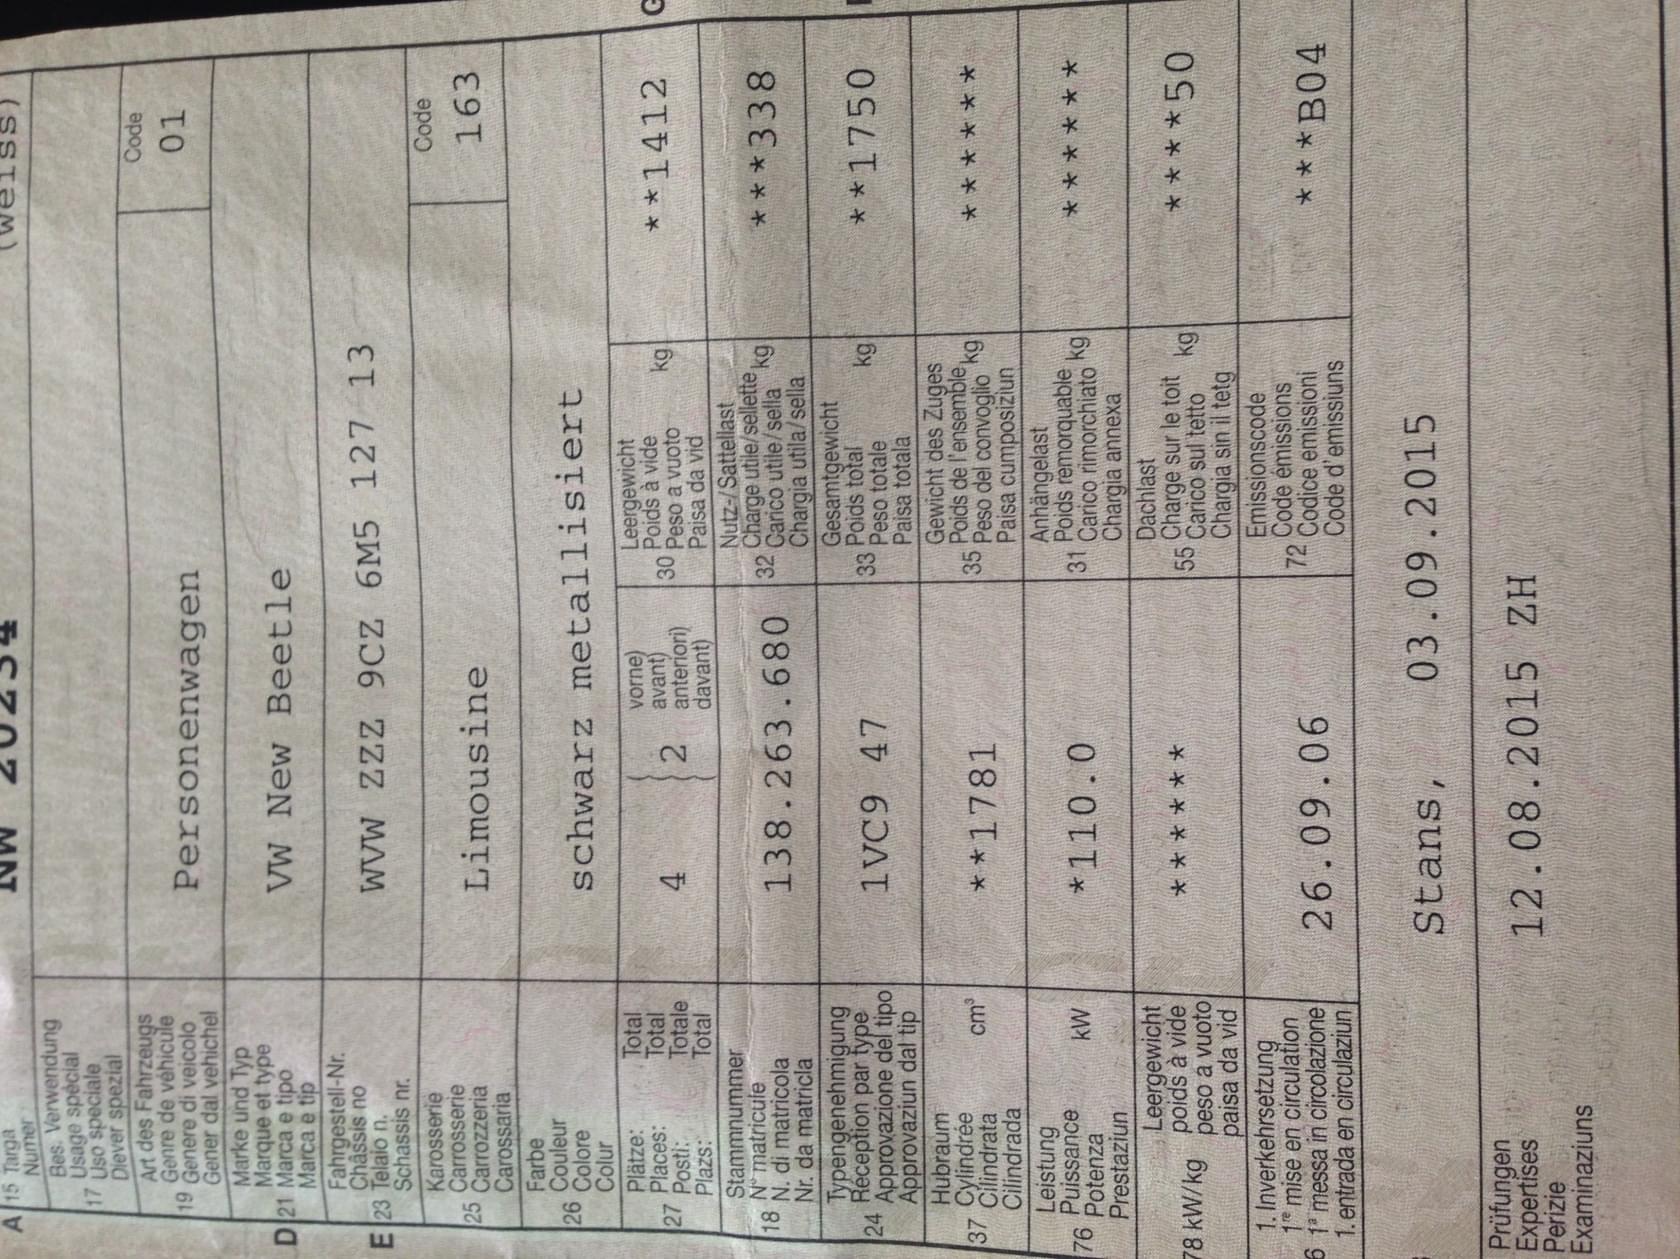 (weiss)
A 15 Targa
Numer
NW 20234
Bes. Verwendung
Usage spécial
17 Uso speciale
Diever spezial
Art des Fahrzeugs
Genre de véhicule
19 Genere di veicolo
Gener dal vehichel
Personenwagen
Code
01
Marke und Typ
Marque et type
D 21 Marca e tipo
Marca e tip
VW New Beetle
Fahrgestell-Nr.
Châssis no
E 23 Telaio n.
Schassis nr.
WVW ZZZ 9CZ 6M5 127 13
Karosserie
Carrosserie
25 Carrozzeria
Carossaria
Limousine
Code
163
Farbe
Couleur
26 Colore
Colur
schwarz metallisiert
Plätze: Total
Places: Total
27 Posti: Totale
Plazs: Total
4
2
vorne)
avant)
anteriori)
davant)
G
Leergewicht
30 Poids à vide kg
Peso a vuoto
Paisa da vid
**1412
Stammnummer
18 N° matricule
N. di matricola
Nr. da matricla
138.263.680
Nutz-/Sattellast
Charge utile/sellette
32 Carico utile/sella kg
Chargia utila/sella
***338
Typengenehmigung
24 Réception par type
Approvazione del tipo
Approvaziun dal tip
1VC9 47
Gesamtgewicht
33 Poids total kg
Peso totale
Paisa totala
**1750
Hubraum
37 Cylindrée cm³
Cilindrata
Cilindrada
**1781
Gewicht des Zuges
Poids de l'ensemble
35 Peso del convoglio kg
Paisa cumposiziun
******
Leistung
76 Puissance kW
Potenza
Prestaziun
*110.0
Anhängelast
Poids remorquable
31 Carico rimorchiato kg
Chargia annexa
******
78 kW/kg
Leergewicht
poids à vide
peso a vuoto
paisa da vid
******
Dachlast
Charge sur le toit
55 Carico sul tetto kg
Chargia sin il tetg
****50
1. Inverkehrsetzung
1re mise en circulation
6 1a messa in circolazione
1. entrada en circulaziun
26.09.06
Emissionscode
Code émissions
72 Codice emissioni
Code d'emissiuns
***B04
Stans, 03.09.2015
Prüfungen
Expertises
Perizie
Examinaziuns
12.08.2015 ZH